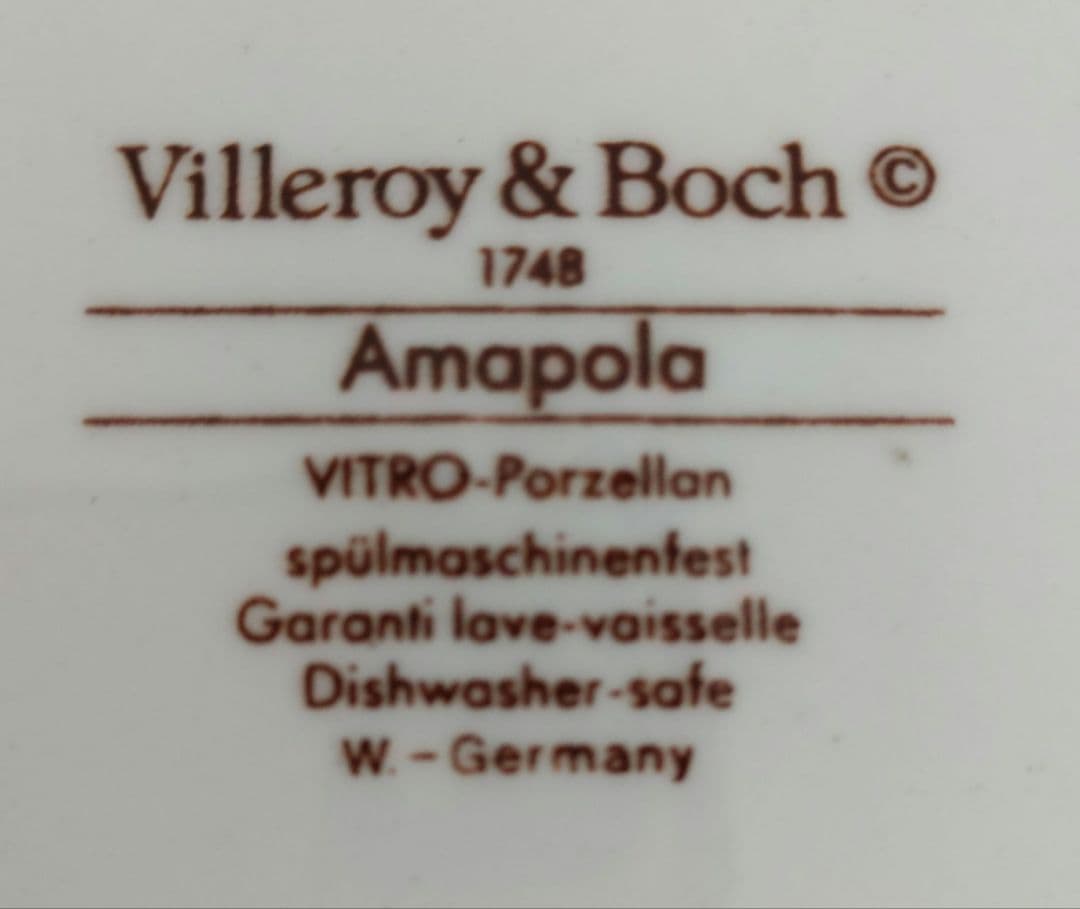 Villeroy & Boch ©
1748
Amapola
VITRO-Porzellan
spülmaschinenfest
Garanti lave-vaisselle
Dishwasher-safe
W. - Germany